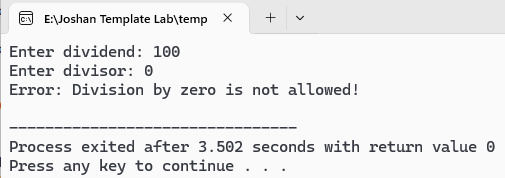 E:\Joshan Template Lab\temp
Enter dividend: 100
Enter divisor: 0
Error: Division by zero is not allowed!
--------------------------------
Process exited after 3.502 seconds with return value 0
Press any key to continue . . .